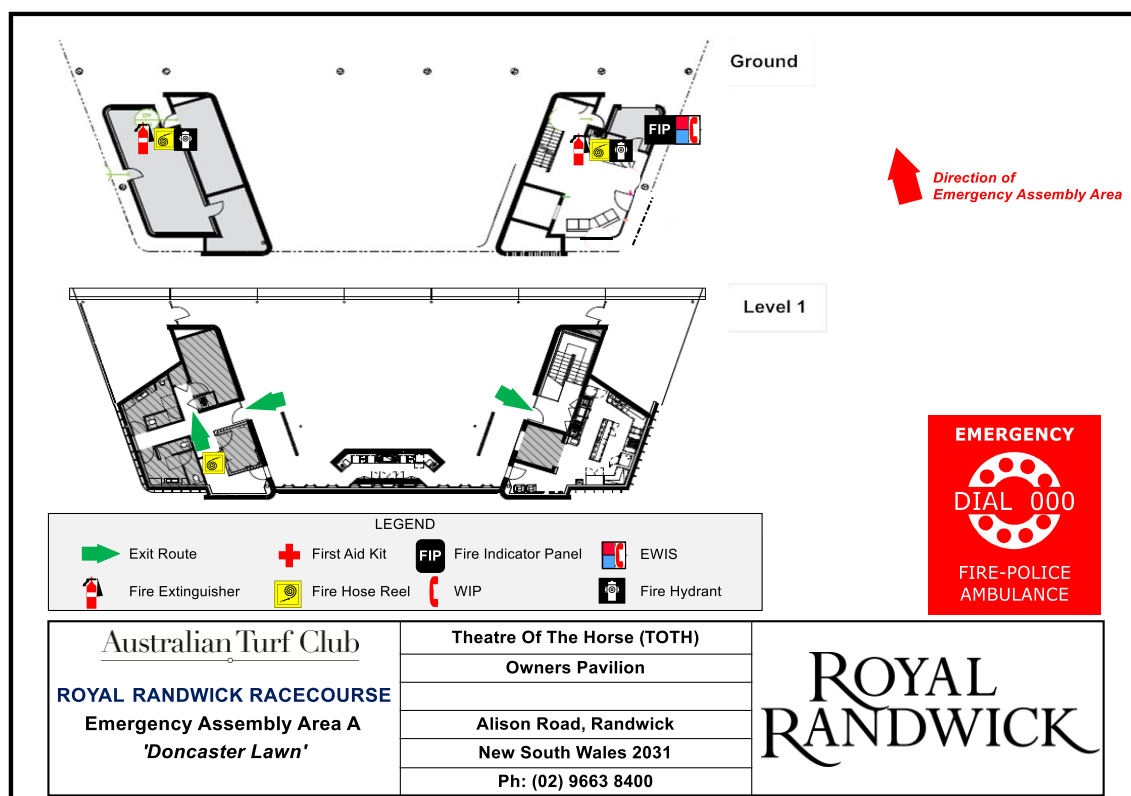 Ground
FIP
Direction of
Emergency Assembly Area
Level 1
EMERGENCY
DIAL 000
FIRE-POLICE
AMBULANCE
LEGEND
Exit Route
First Aid Kit
FIP
Fire Indicator Panel
EWIS
Fire Extinguisher
Fire Hose Reel
WIP
Fire Hydrant
Australian Turf Club
ROYAL RANDWICK RACECOURSE
Emergency Assembly Area A
'Doncaster Lawn'
Theatre Of The Horse (TOTH)
Owners Pavilion
Alison Road, Randwick
New South Wales 2031
Ph: (02) 9663 8400
ROYAL
RANDWICK